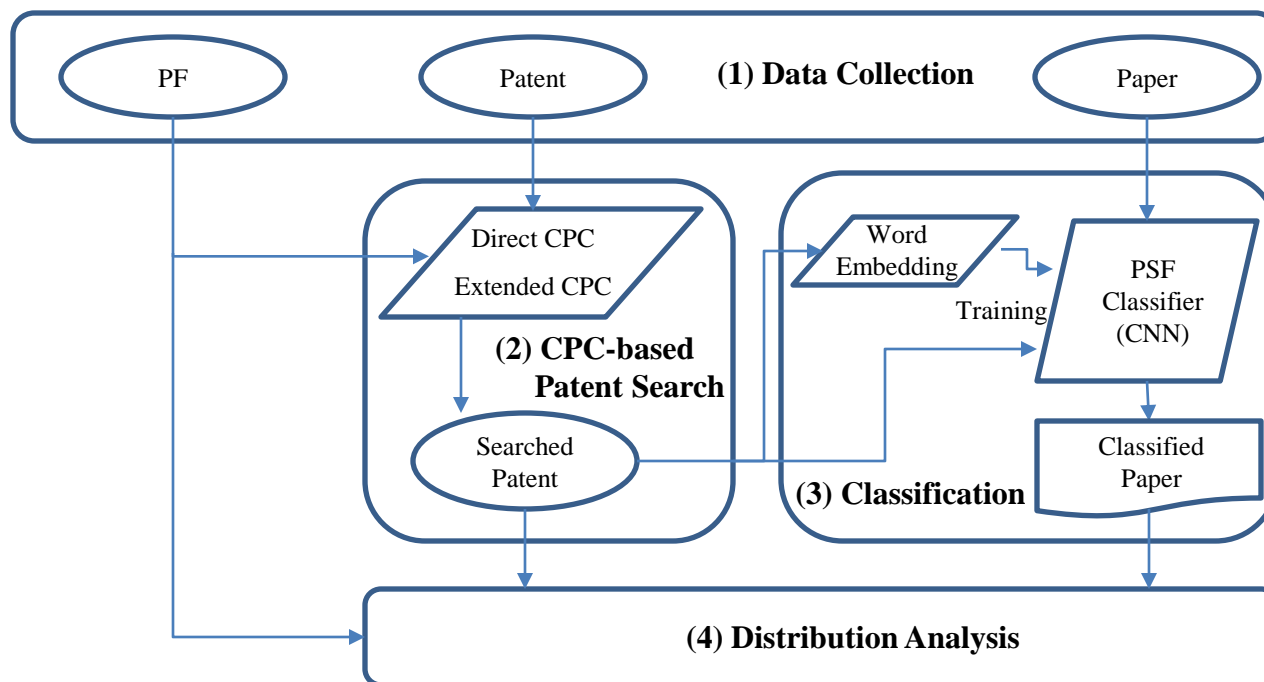 PF
Patent
(1) Data Collection
Paper
Direct CPC
Extended CPC
(2) CPC-based
Patent Search
Searched
Patent
Word
Embedding
Training
PSF
Classifier
(CNN)
Classified
Paper
(3) Classification
(4) Distribution Analysis